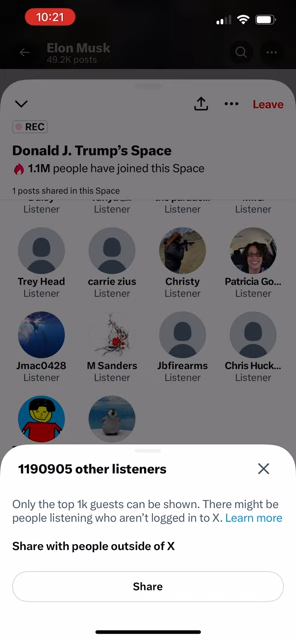 10:21
Elon Musk
49.2K posts
Leave
REC
Donald J. Trump's Space
1.1M people have joined this Space
1 posts shared in this Space
Listener Listener Listener Listener
Trey Head carrie zius Christy Patricia Go...
Listener Listener Listener Listener
Jmac0428 M Sanders Jbfirearms Chris Huck...
Listener Listener Listener Listener
1190905 other listeners
Only the top 1k guests can be shown. There might be
people listening who aren't logged in to X. Learn more
Share with people outside of X
Share